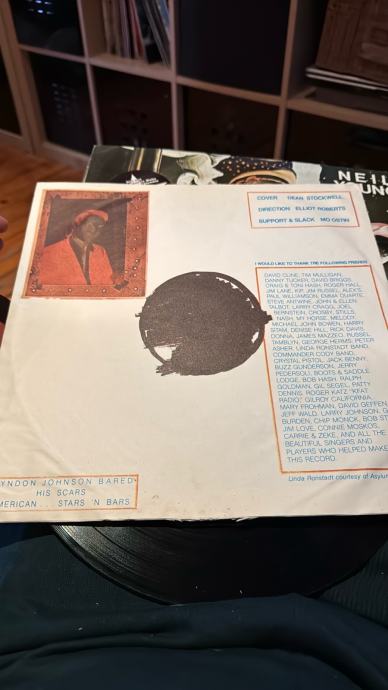 NEIL
YOUNG
COVER DEAN STOCKWELL
DIRECTION ELLIOT ROBERTS
SUPPORT & SLACK MO OSTIN
I WOULD LIKE TO THANK THE FOLLOWING FRIENDS
DAVID CLINE, TIM MULLIGAN,
DANNY TUCKER, DAVID BRIGGS,
CRAIG & TONI HASH, ROGER HALL,
JIM LANE, KIP, JIM RUSSEL, ALEX'S,
PAUL WILLIAMSON, EMMA DUARTE,
STEVE ANTWINE, JOHN & ELLEN
TALBOT, LARRY CRAGG, JOEL
BERNSTEIN, CROSBY, STILLS,
NASH, MY HORSE, MELODY,
MICHAEL, JOHN BOWEN, HARRY
SITAM, DENISE HILL, RICK DAVIS,
DONNA, JAMES MAZZEO, RUSSEL
TAMBLYN, GEORGE HERMS, PETER
ASHER, LINDA RONSTADT BAND,
COMMANDER CODY BAND,
CRYSTAL PISTOL, JACK BENNY,
BUZZ GUNDERSON, JERRY
PEDERSOLI, BOOTS & SADDLE
LODGE, BOB HASH, RALPH
GOLDMAN, GIL SEGEL, PATTY
DENNIS, ROGER KATZ "KFAT
RADIO", GILROY CALIFORNIA,
MARY FROHMAN, DAVID GEFFEN,
JEFF WALD, LARRY JOHNSON, G
BURDEN, CHIP MONCK, BOB ST
JIM LOVE, CONNIE MOSKOS,
CARRIE & ZEKE, AND ALL THE
BEAUTIFUL SINGERS AND
PLAYERS WHO HELPED MAKE
THIS RECORD.
Linda Ronstadt courtesy of Asylum
LYNDON JOHNSON BARED
HIS SCARS
AMERICAN . . STARS 'N BARS